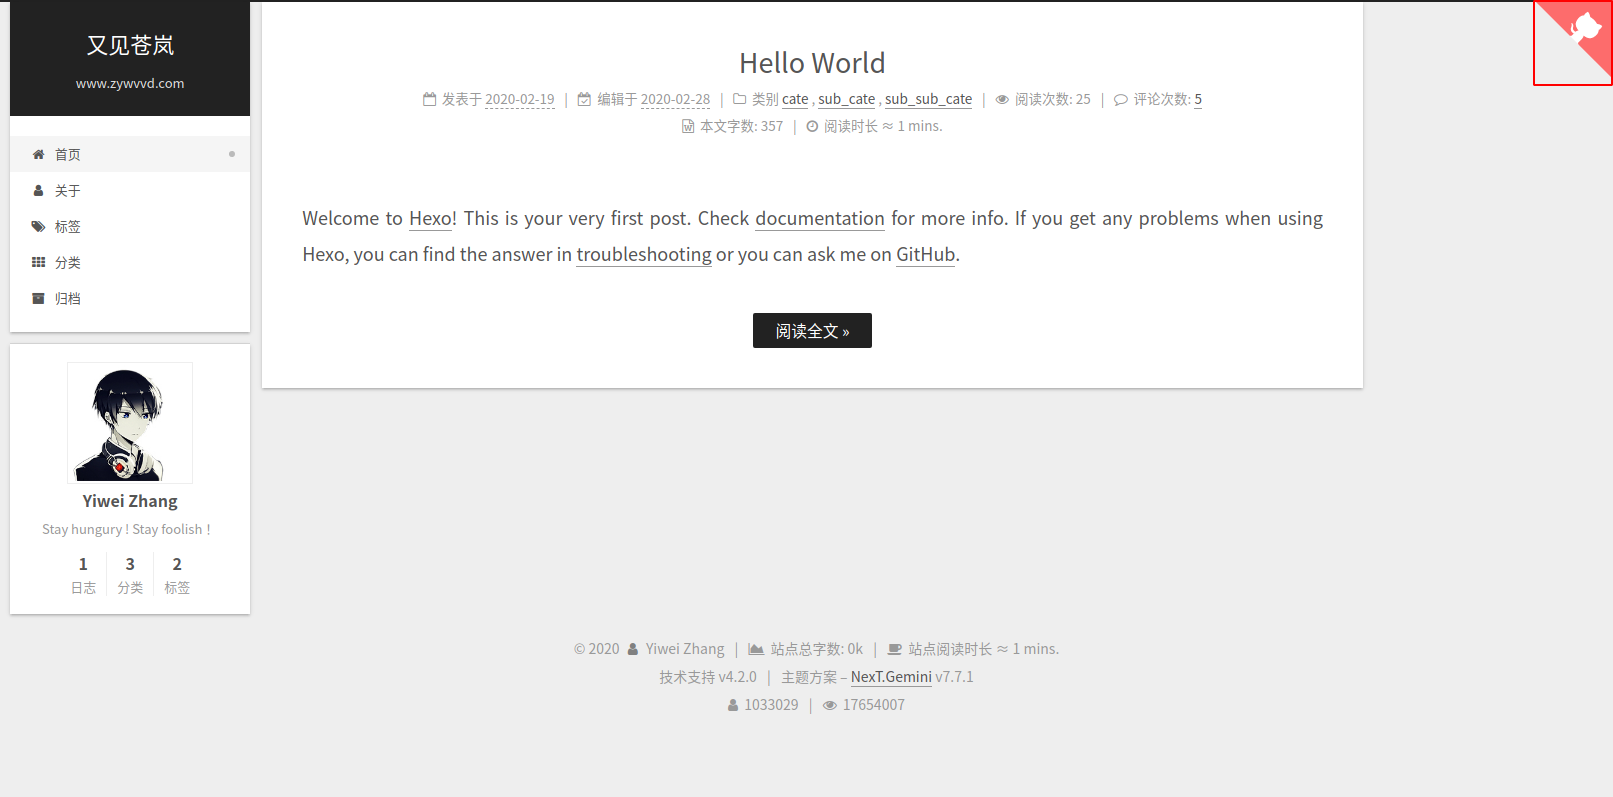 又见苍岚
www.zywvvd.com
首页
关于
标签
分类
归档
Yiwei Zhang
Stay hungury ! Stay foolish !
1 3 2
日志 分类 标签
Hello World
发表于 2020-02-19 | 编辑于 2020-02-28 | 类别 cate , sub_cate , sub_sub_cate | 阅读次数: 25 | 评论次数: 5
本文字数: 357 | 阅读时长 ≈ 1 mins.
Welcome to Hexo! This is your very first post. Check documentation for more info. If you get any problems when using
Hexo, you can find the answer in troubleshooting or you can ask me on GitHub.
阅读全文 »
© 2020 Yiwei Zhang | 站点总字数: 0k | 站点阅读时长 ≈ 1 mins.
技术支持 v4.2.0 | 主题方案 – NexT.Gemini v7.7.1
1033029 | 17654007